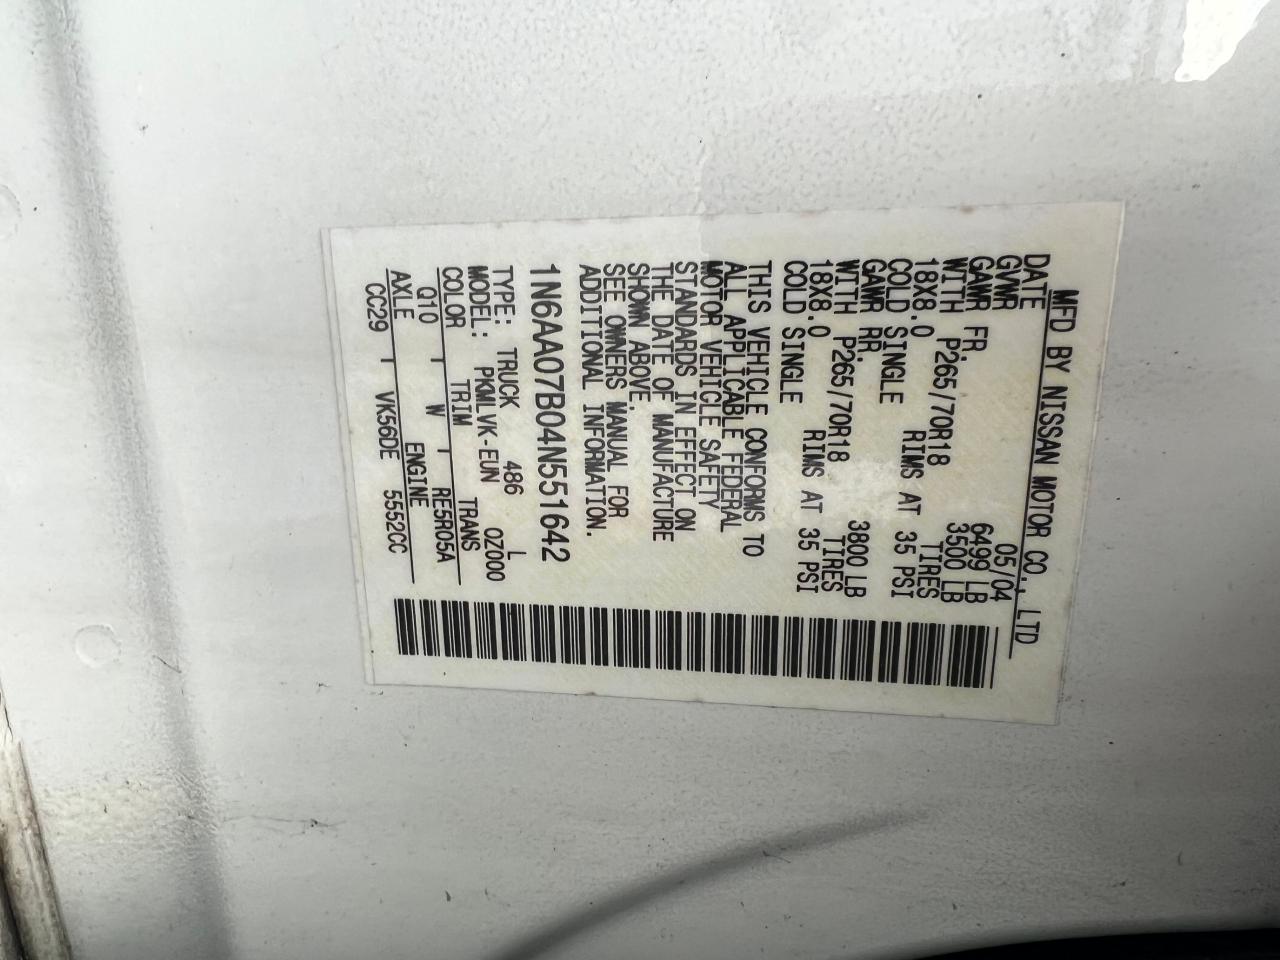 MFD BY NISSAN MOTOR CO., LTD
DATE 05/04
GVWR 6499 LB
GAWR FR. 3500 LB
WITH P265/70R18 TIRES
18X8.0 RIMS AT 35 PSI
COLD SINGLE
GAWR RR. 3800 LB
WITH P265/70R18 TIRES
18X8.0 RIMS AT 35 PSI
COLD SINGLE
THIS VEHICLE CONFORMS TO
ALL APPLICABLE FEDERAL
MOTOR VEHICLE SAFETY
STANDARDS IN EFFECT ON
THE DATE OF MANUFACTURE
SHOWN ABOVE.
SEE OWNERS MANUAL FOR
ADDITIONAL INFORMATION.
1N6AA07B04N551642
TYPE: TRUCK 486 L
MODEL: PKMLVK-EUN QZ000
COLOR TRIM TRANS
Q10 W RE5R05A
AXLE ENGINE
CC29 VK56DE 5552CC